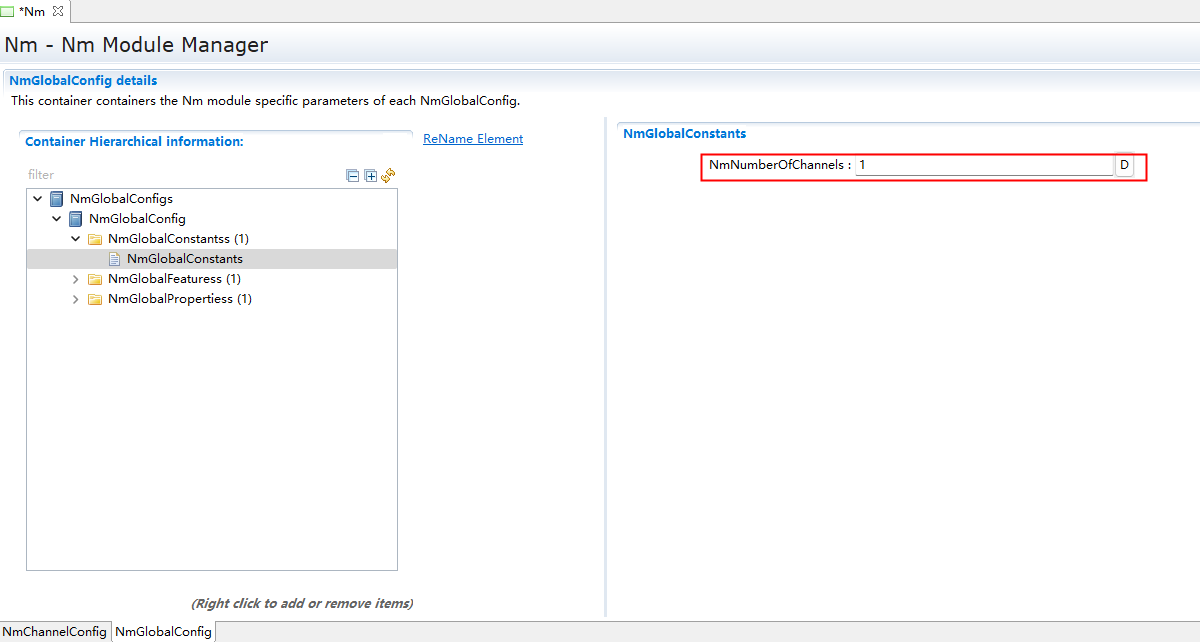 *Nm
Nm - Nm Module Manager
NmGlobalConfig details
This container containers the Nm module specific parameters of each NmGlobalConfig.
Container Hierarchical information:
ReName Element
filter
NmGlobalConfigs
NmGlobalConfig
NmGlobalConstantss (1)
NmGlobalConstants
NmGlobalFeaturess (1)
NmGlobalPropertiess (1)
(Right click to add or remove items)
NmGlobalConstants
NmNumberOfChannels : 1 D
NmChannelConfig NmGlobalConfig